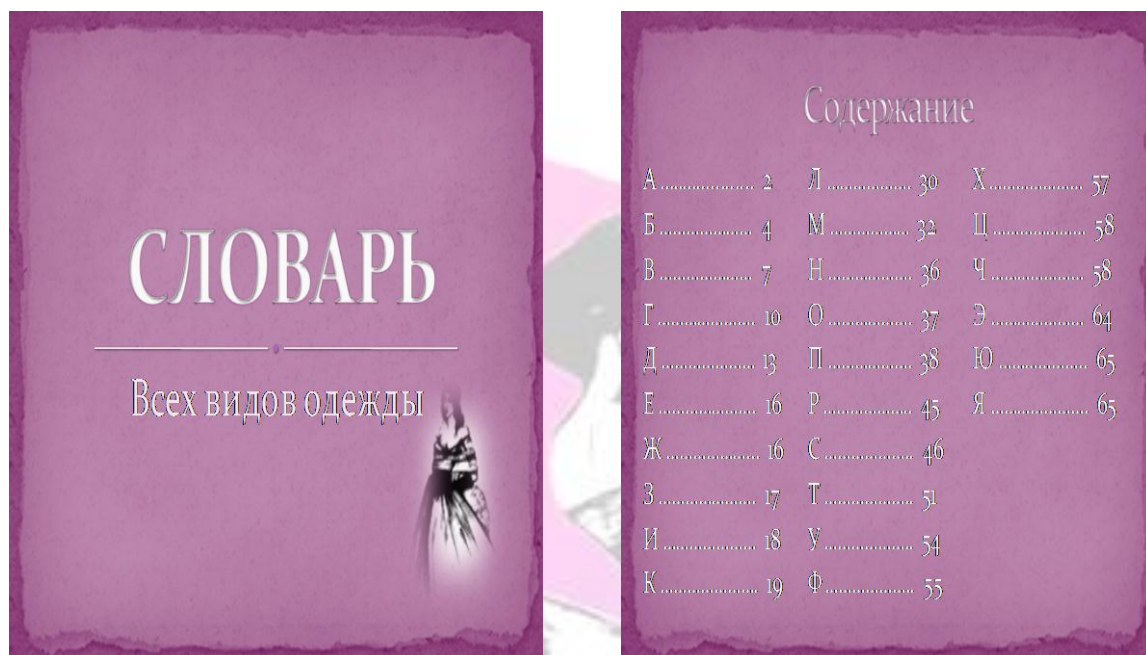 СЛОВАРЬ
Всех видов одежды
Содержание
А ................... 2
Б ................... 4
В ................... 7
Г ................... 10
Д ................... 13
Е ................... 16
Ж ................... 16
З ................... 17
И ................... 18
К ................... 19
Л ................... 30
М ................... 32
Н ................... 36
О ................... 37
П ................... 38
Р ................... 45
С ................... 46
Т ................... 51
У ................... 54
Ф ................... 55
Х ................... 57
Ц ................... 58
Ч ................... 58
Э ................... 64
Ю ................... 65
Я ................... 65